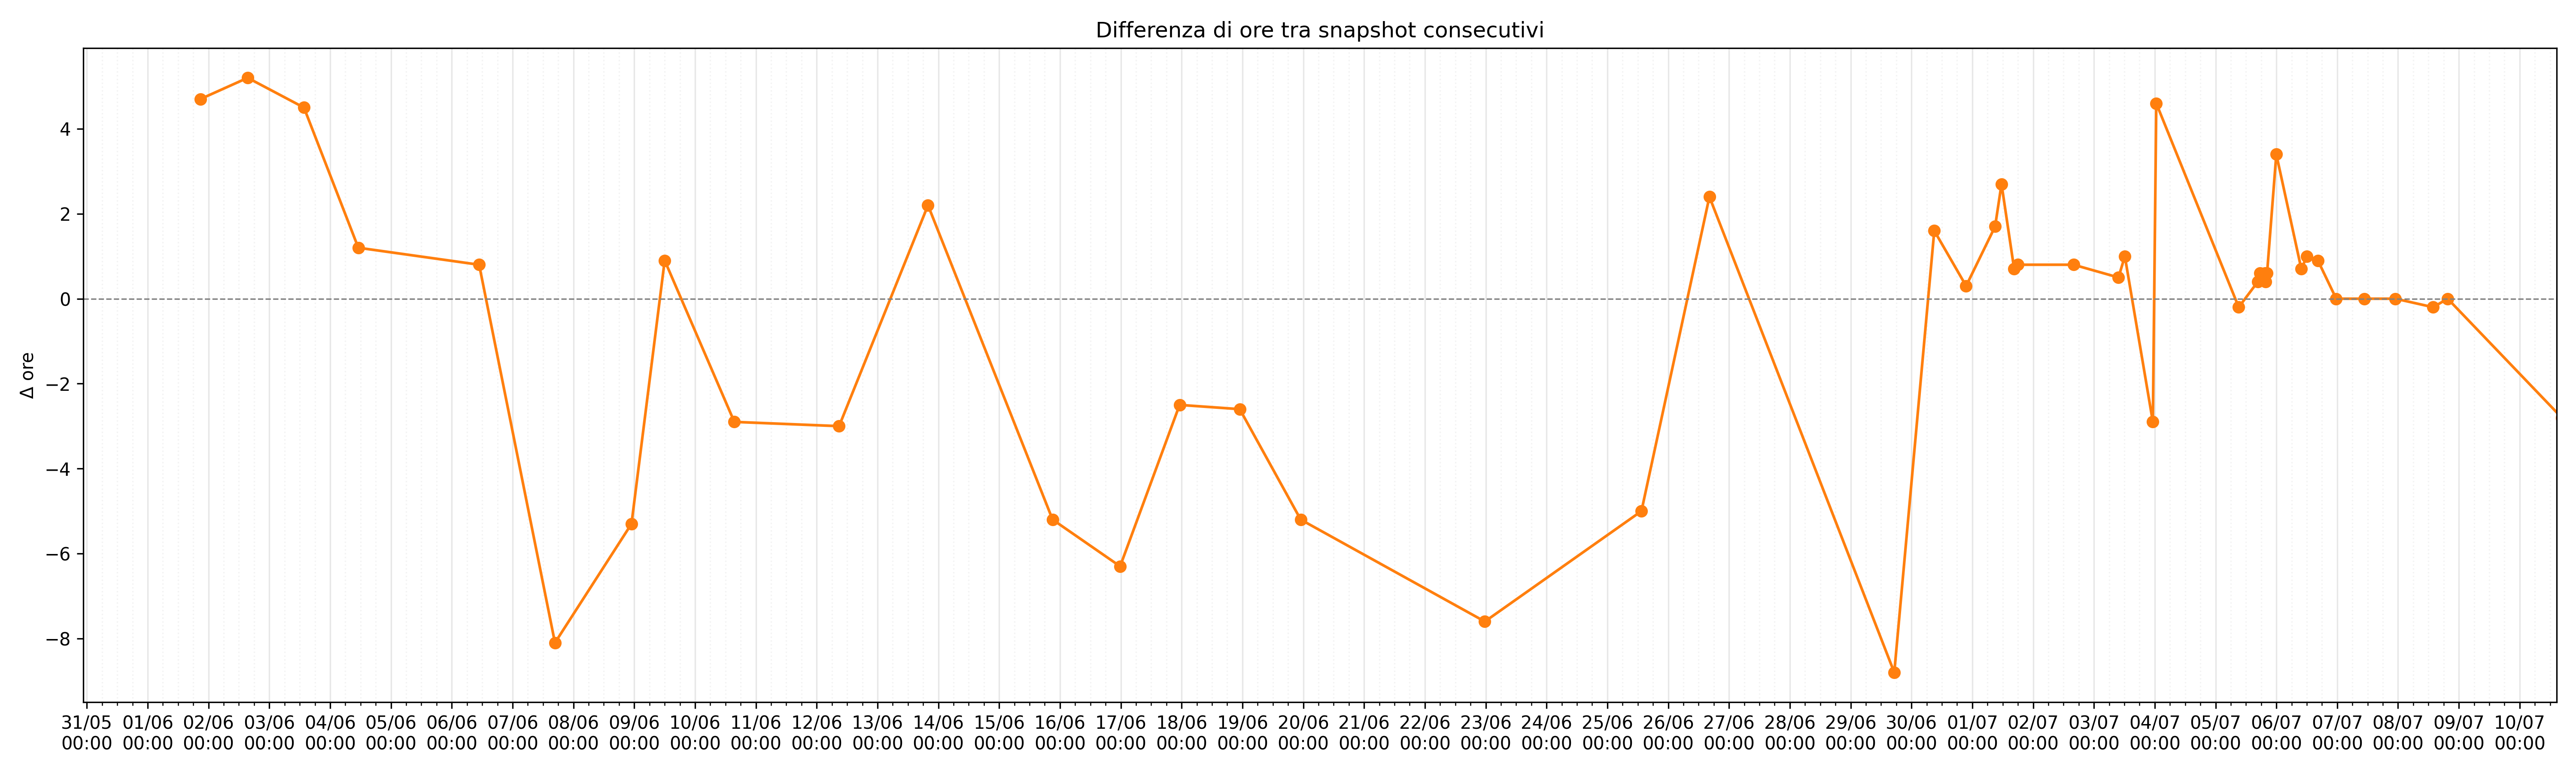 Differenza di ore tra snapshot consecutivi
Δ ore
4
2
0
−2
−4
−6
−8
31/05 01/06 02/06 03/06 04/06 05/06 06/06 07/06 08/06 09/06 10/06 11/06 12/06 13/06 14/06 15/06 16/06 17/06 18/06 19/06 20/06 21/06 22/06 23/06 24/06 25/06 26/06 27/06 28/06 29/06 30/06 01/07 02/07 03/07 04/07 05/07 06/07 07/07 08/07 09/07 10/07
00:00 00:00 00:00 00:00 00:00 00:00 00:00 00:00 00:00 00:00 00:00 00:00 00:00 00:00 00:00 00:00 00:00 00:00 00:00 00:00 00:00 00:00 00:00 00:00 00:00 00:00 00:00 00:00 00:00 00:00 00:00 00:00 00:00 00:00 00:00 00:00 00:00 00:00 00:00 00:00 00:00